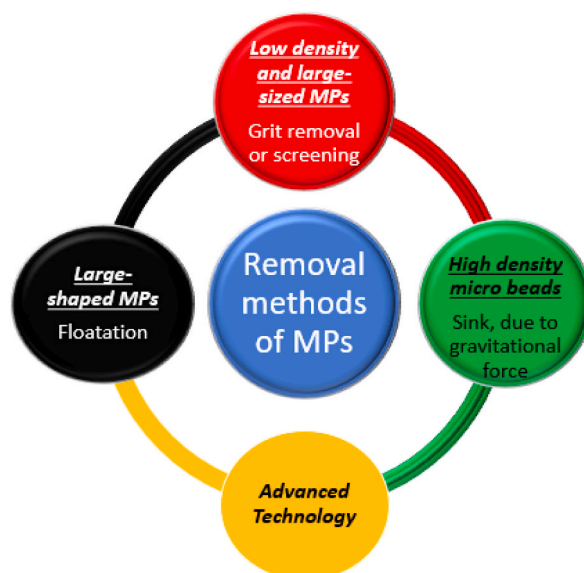 Low density
and large-
sized MPs
Grit removal
or screening
Large-
shaped MPs
Floatation
Removal
methods
of MPs
High density
micro beads
Sink, due to
gravitational
force
Advanced
Technology